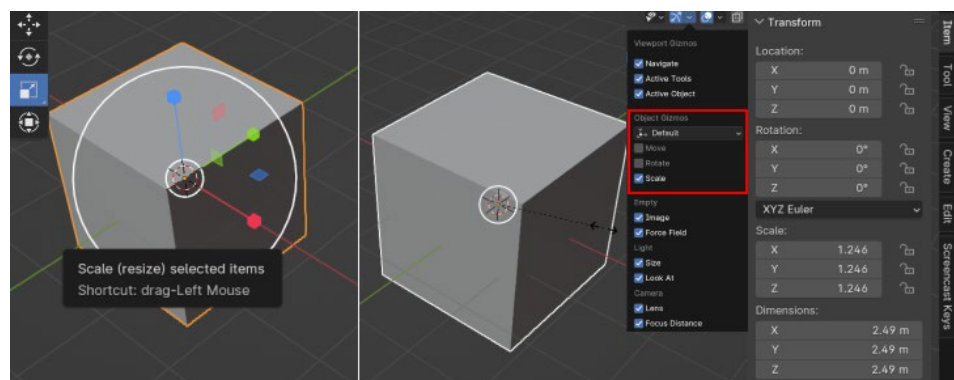 Scale (resize) selected items
Shortcut: drag-Left Mouse
Viewport Gizmos
Navigate
Active Tools
Active Object
Object Gizmos
Default
Move
Rotate
Scale
Empty
Image
Force Field
Light
Size
Look At
Camera
Lens
Focus Distance
Transform
Location:
X 0 m
Y 0 m
Z 0 m
Rotation:
X 0°
Y 0°
Z 0°
XYZ Euler
Scale:
X 1.246
Y 1.246
Z 1.246
Dimensions:
X 2.49 m
Y 2.49 m
Z 2.49 m
Item
Tool
View
Create
Edit
Screencast Keys